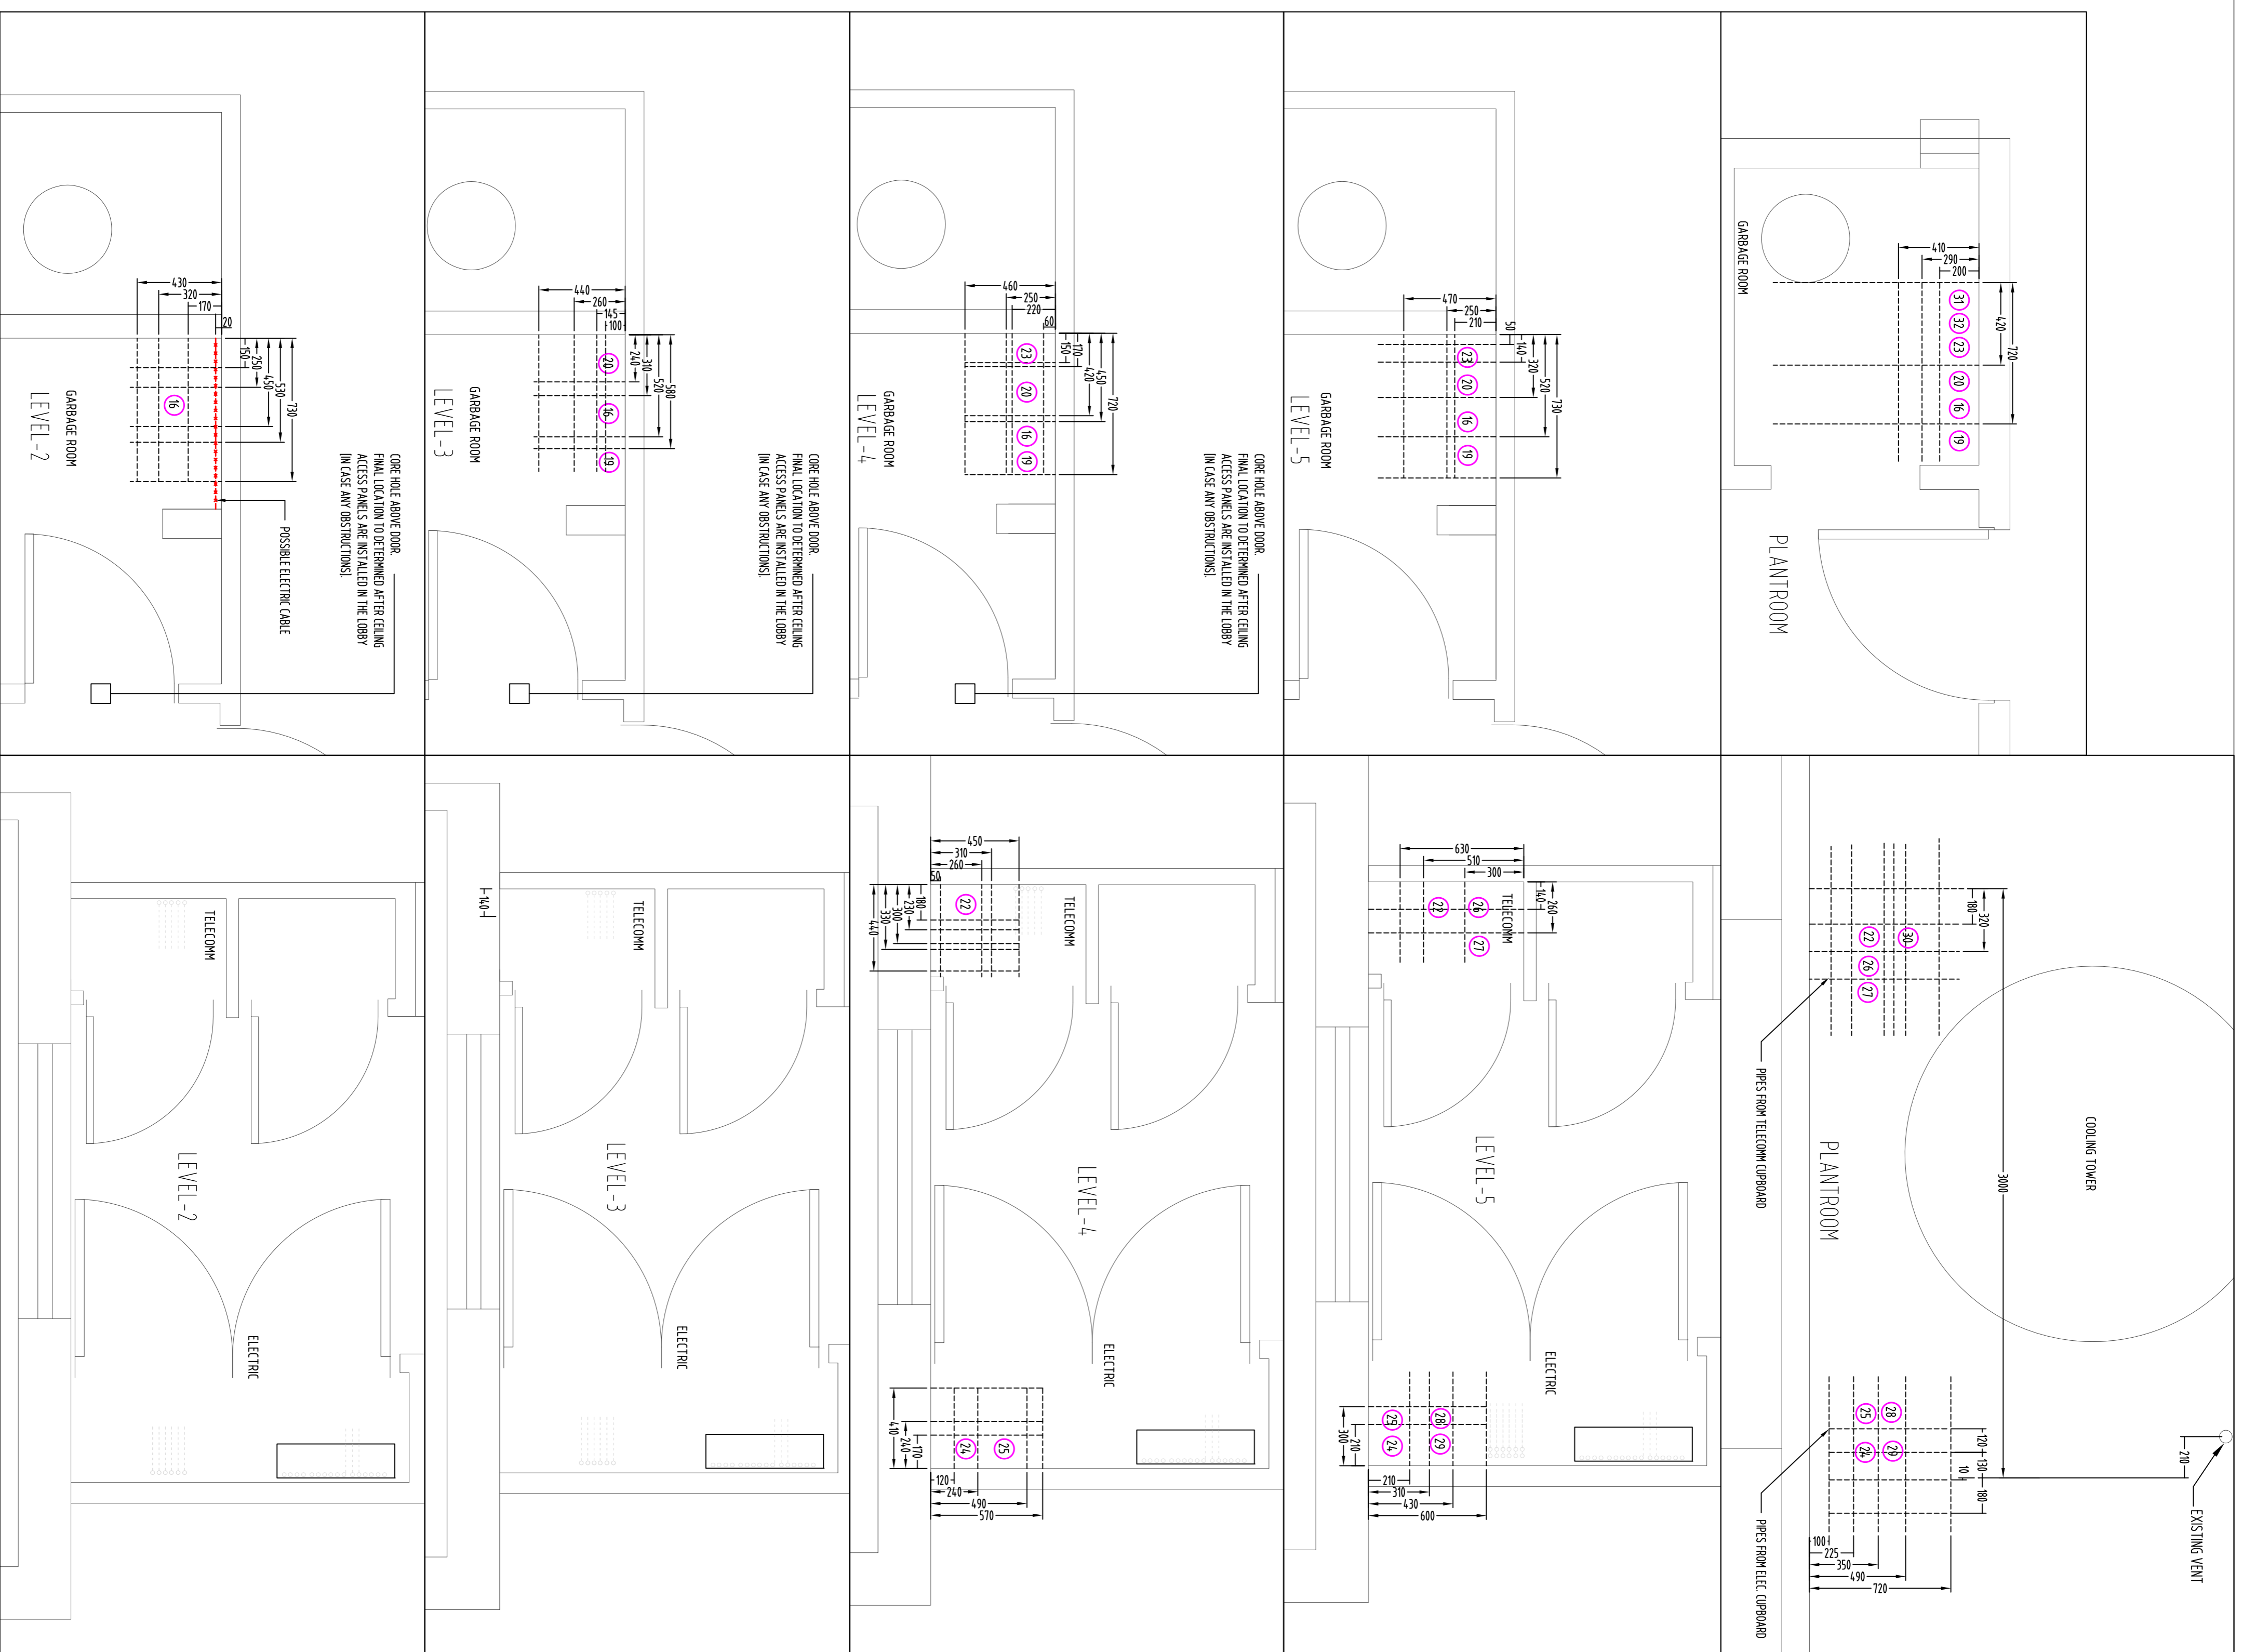 430
320
170
20
150
250
450
530
730
16
GARBAGE ROOM
LEVEL-2
POSSIBLE ELECTRIC CABLE
CORE HOLE ABOVE DOOR.
FINAL LOCATION TO DETERMINED AFTER CEILING
ACCESS PANELS ARE INSTALLED IN THE LOBBY
[IN CASE ANY OBSTRUCTIONS].
440
260
145
100
240
310
520
580
20
16
19
GARBAGE ROOM
LEVEL-3
CORE HOLE ABOVE DOOR.
FINAL LOCATION TO DETERMINED AFTER CEILING
ACCESS PANELS ARE INSTALLED IN THE LOBBY
[IN CASE ANY OBSTRUCTIONS].
460
250
220
60
150
170
420
450
720
23
20
16
19
GARBAGE ROOM
LEVEL-4
CORE HOLE ABOVE DOOR.
FINAL LOCATION TO DETERMINED AFTER CEILING
ACCESS PANELS ARE INSTALLED IN THE LOBBY
[IN CASE ANY OBSTRUCTIONS].
470
250
210
50
140
320
520
730
23
20
16
19
GARBAGE ROOM
LEVEL-5
GARBAGE ROOM
410
290
200
420
720
31
32
23
20
16
19
PLANTROOM
TELECOMM
LEVEL-2
ELECTRIC
140
TELECOMM
LEVEL-3
ELECTRIC
450
310
260
50
180
230
300
330
440
22
TELECOMM
LEVEL-4
ELECTRIC
410
240
170
24
25
120
240
490
570
630
510
300
140
260
22
26
27
TELECOMM
LEVEL-5
ELECTRIC
28
29
24
29
300
210
210
310
430
600
180
320
3000
22
30
26
27
PIPES FROM TELECOMM CUPBOARD
COOLING TOWER
PLANTROOM
25
28
24
29
120
130
10
180
210
EXISTING VENT
100
225
350
490
720
PIPES FROM ELEC. CUPBOARD